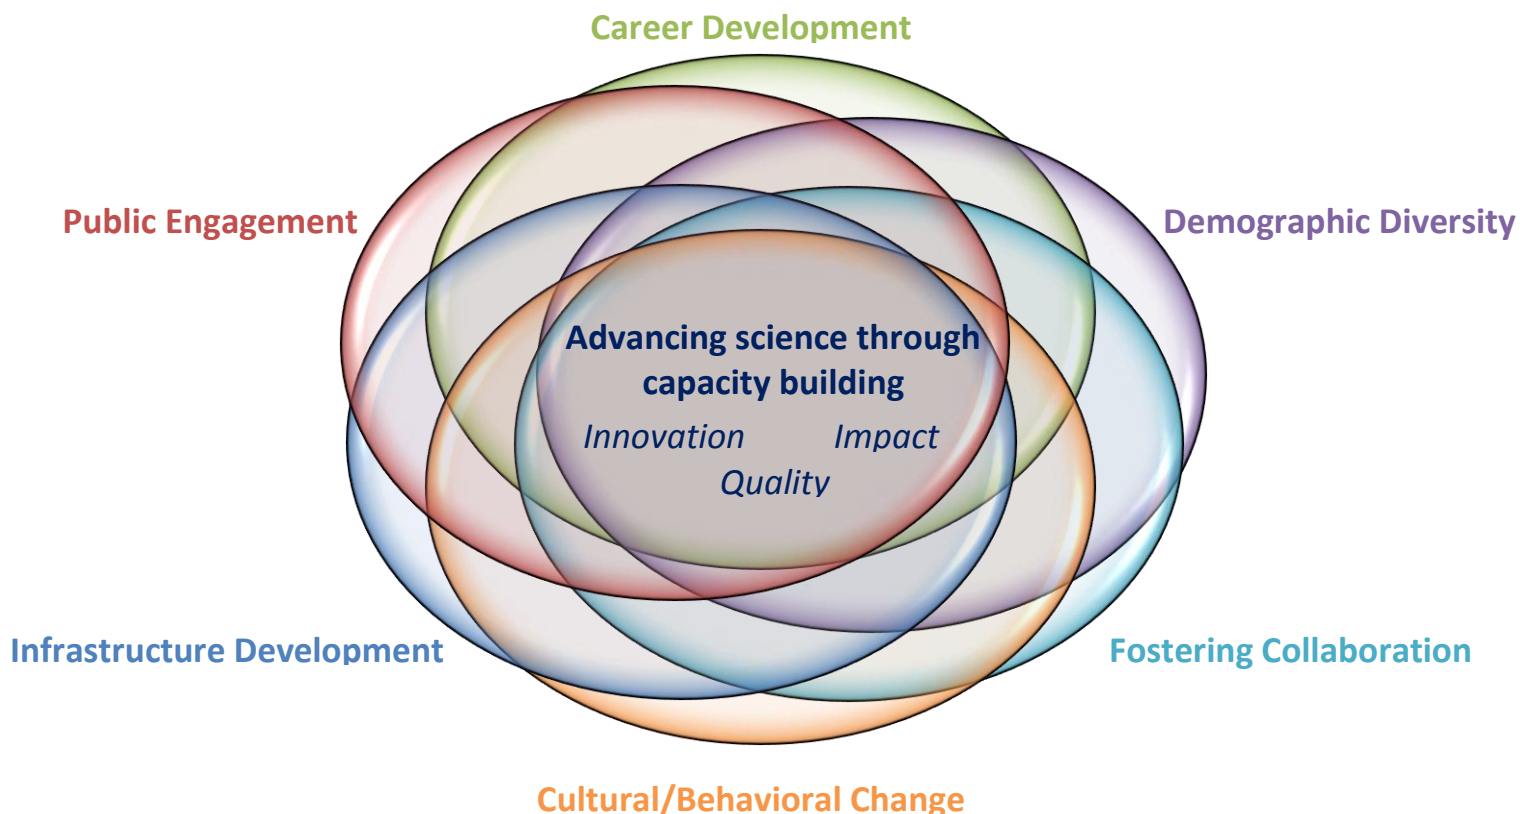 Career Development
Public Engagement
Demographic Diversity
Advancing science through
capacity building
Innovation Impact
Quality
Infrastructure Development
Fostering Collaboration
Cultural/Behavioral Change